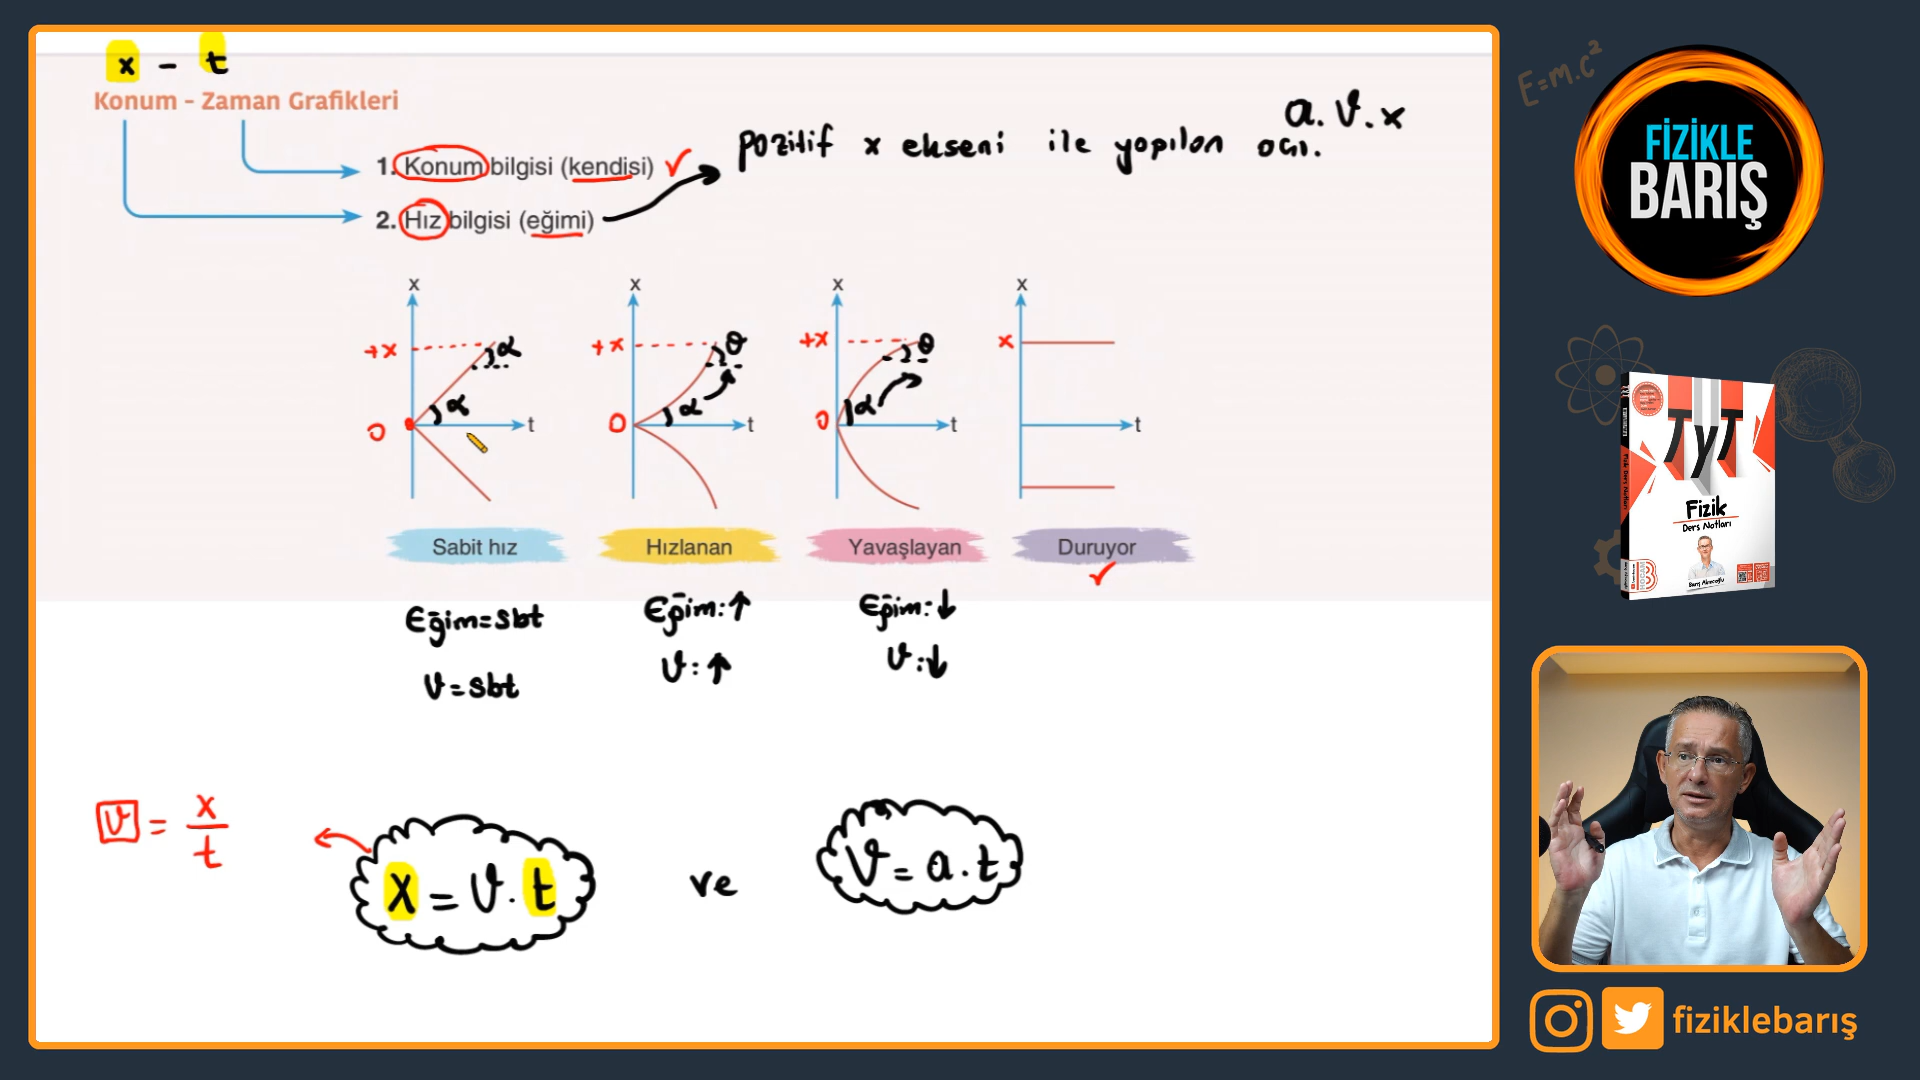 x - t
Konum - Zaman Grafikleri
a. v. x
pozitif x ekseni ile yapılan açı.
1. Konum bilgisi (kendisi)
2. Hız bilgisi (eğimi)
x
+x
α
α
0
t
x
+x
θ
α
0
t
x
+x
θ
α
0
t
x
x
t
Sabit hız
Hızlanan
Yavaşlayan
Duruyor
Eğim=sbt
v=sbt
Eğim:↑
v:↑
Eğim:↓
v:↓
v = x/t
x = v.t
ve
v = a.t
E=m.c²
FİZİKLE
BARIŞ
TYT
Fizik
Ders Notları
fiziklebarış